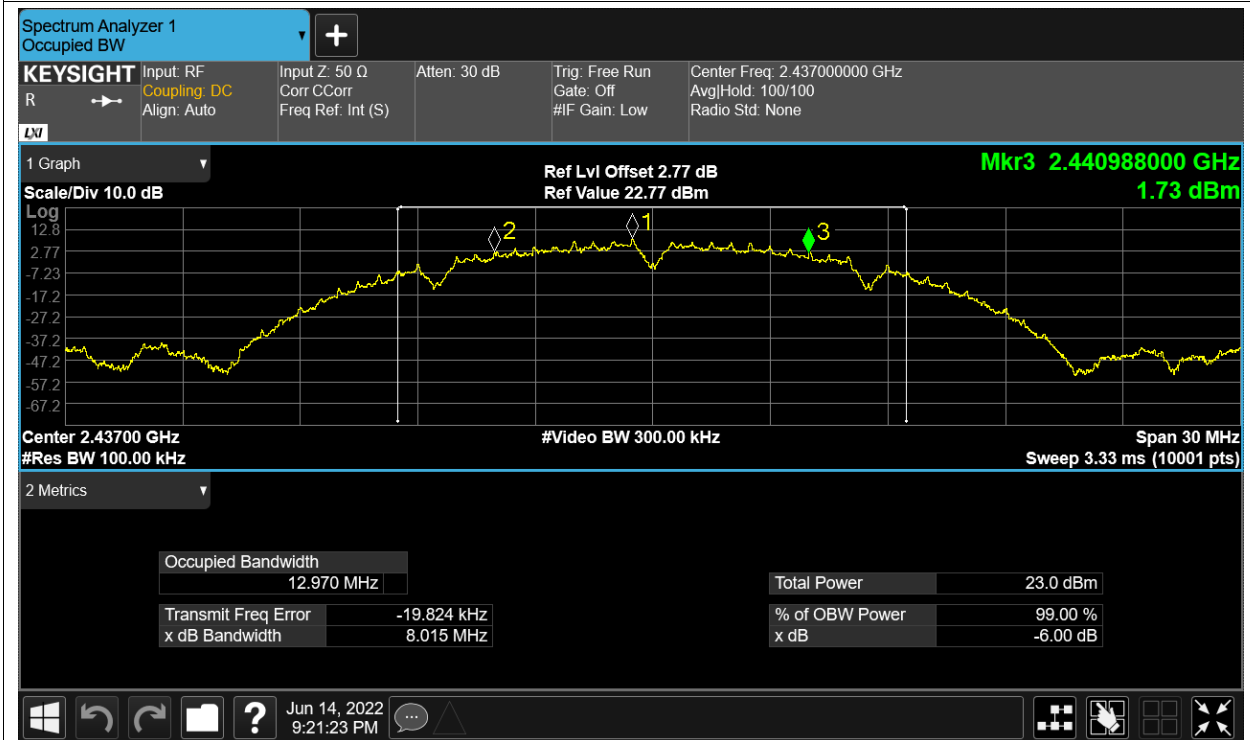 Spectrum Analyzer 1
Occupied BW
▼
+
KEYSIGHT
R
LXI
Input: RF
Coupling: DC
Align: Auto
Input Z: 50 Ω
Corr CCorr
Freq Ref: Int (S)
Atten: 30 dB
Trig: Free Run
Gate: Off
#IF Gain: Low
Center Freq: 2.437000000 GHz
Avg|Hold: 100/100
Radio Std: None
1 Graph ▼
Scale/Div 10.0 dB
Ref Lvl Offset 2.77 dB
Ref Value 22.77 dBm
Mkr3 2.440988000 GHz
1.73 dBm
Log
12.8
2.77
-7.23
-17.2
-27.2
-37.2
-47.2
-57.2
-67.2
2
1
3
Center 2.43700 GHz
#Res BW 100.00 kHz
#Video BW 300.00 kHz
Span 30 MHz
Sweep 3.33 ms (10001 pts)
2 Metrics ▼
Occupied Bandwidth
12.970 MHz
Transmit Freq Error -19.824 kHz
x dB Bandwidth 8.015 MHz
Total Power 23.0 dBm
% of OBW Power 99.00 %
x dB -6.00 dB
?
Jun 14, 2022
9:21:23 PM